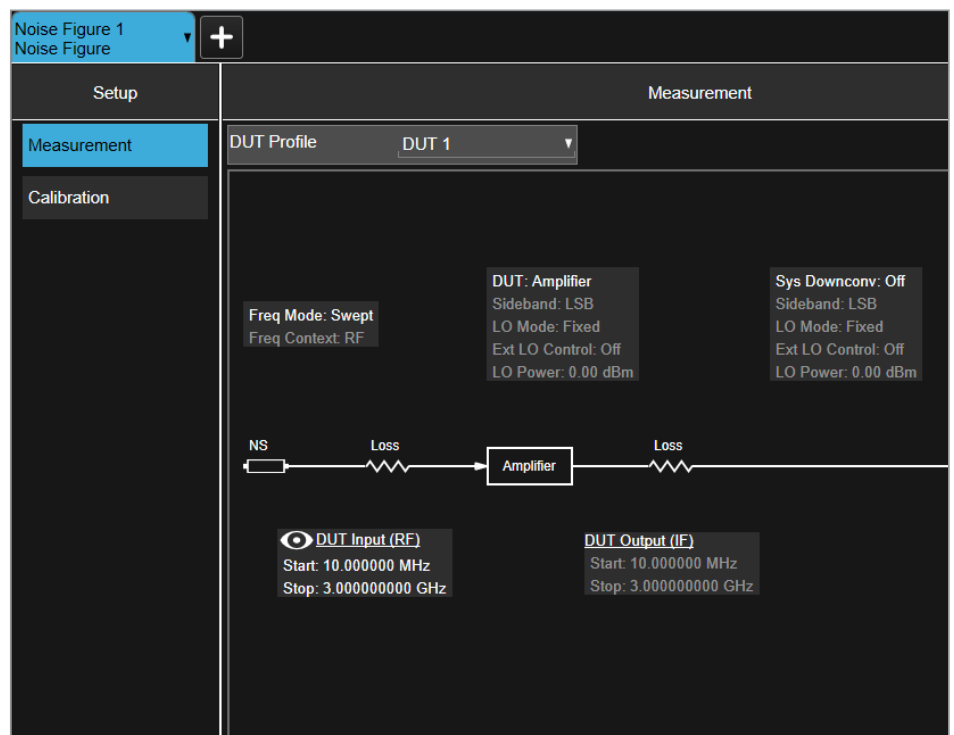 Noise Figure 1
Noise Figure
Setup
Measurement
Measurement
Calibration
DUT Profile
DUT 1
Freq Mode: Swept
Freq Context: RF
DUT: Amplifier
Sideband: LSB
LO Mode: Fixed
Ext LO Control: Off
LO Power: 0.00 dBm
Sys Downconv: Off
Sideband: LSB
LO Mode: Fixed
Ext LO Control: Off
LO Power: 0.00 dBm
NS
Loss
Amplifier
Loss
DUT Input (RF)
Start: 10.000000 MHz
Stop: 3.000000000 GHz
DUT Output (IF)
Start: 10.000000 MHz
Stop: 3.000000000 GHz